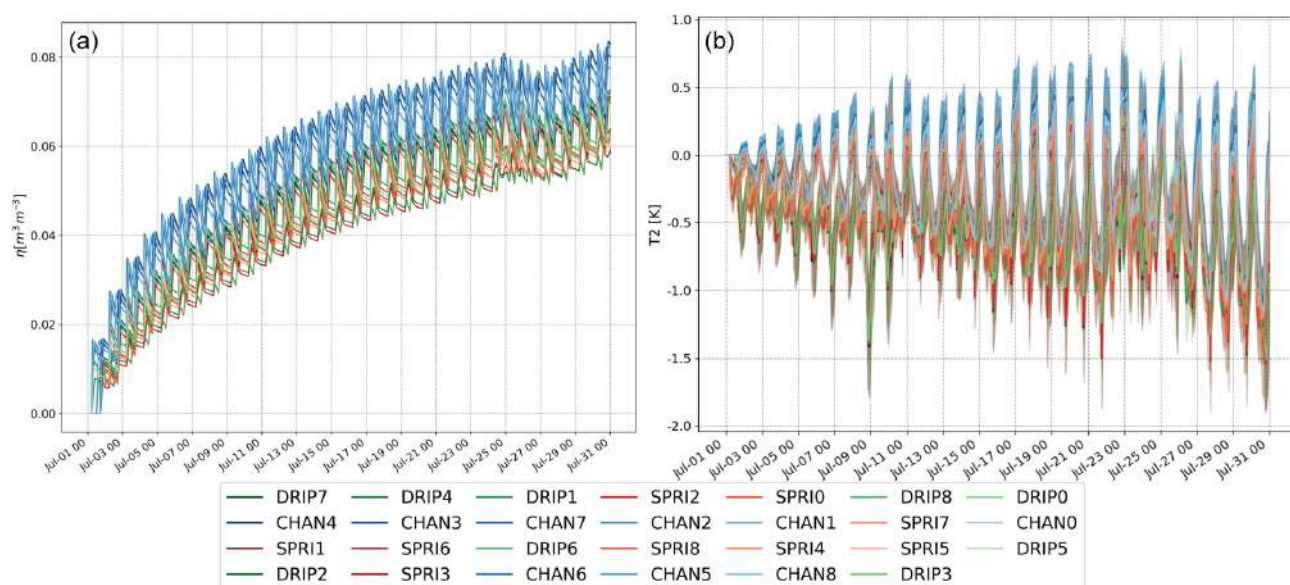 (a)
η[m³ m⁻³]
0.08
0.06
0.04
0.02
0.00
Jul-01 00
Jul-03 00
Jul-05 00
Jul-07 00
Jul-09 00
Jul-11 00
Jul-13 00
Jul-15 00
Jul-17 00
Jul-19 00
Jul-21 00
Jul-23 00
Jul-25 00
Jul-27 00
Jul-29 00
Jul-31 00
(b)
T2 [K]
1.0
0.5
0.0
-0.5
-1.0
-1.5
-2.0
Jul-01 00
Jul-03 00
Jul-05 00
Jul-07 00
Jul-09 00
Jul-11 00
Jul-13 00
Jul-15 00
Jul-17 00
Jul-19 00
Jul-21 00
Jul-23 00
Jul-25 00
Jul-27 00
Jul-29 00
Jul-31 00
DRIP7 DRIP4 DRIP1 SPRI2 SPRI0 DRIP8 DRIP0
CHAN4 CHAN3 CHAN7 CHAN2 CHAN1 SPRI7 CHAN0
SPRI1 SPRI6 DRIP6 SPRI8 SPRI4 SPRI5 DRIP5
DRIP2 SPRI3 CHAN6 CHAN5 CHAN8 DRIP3